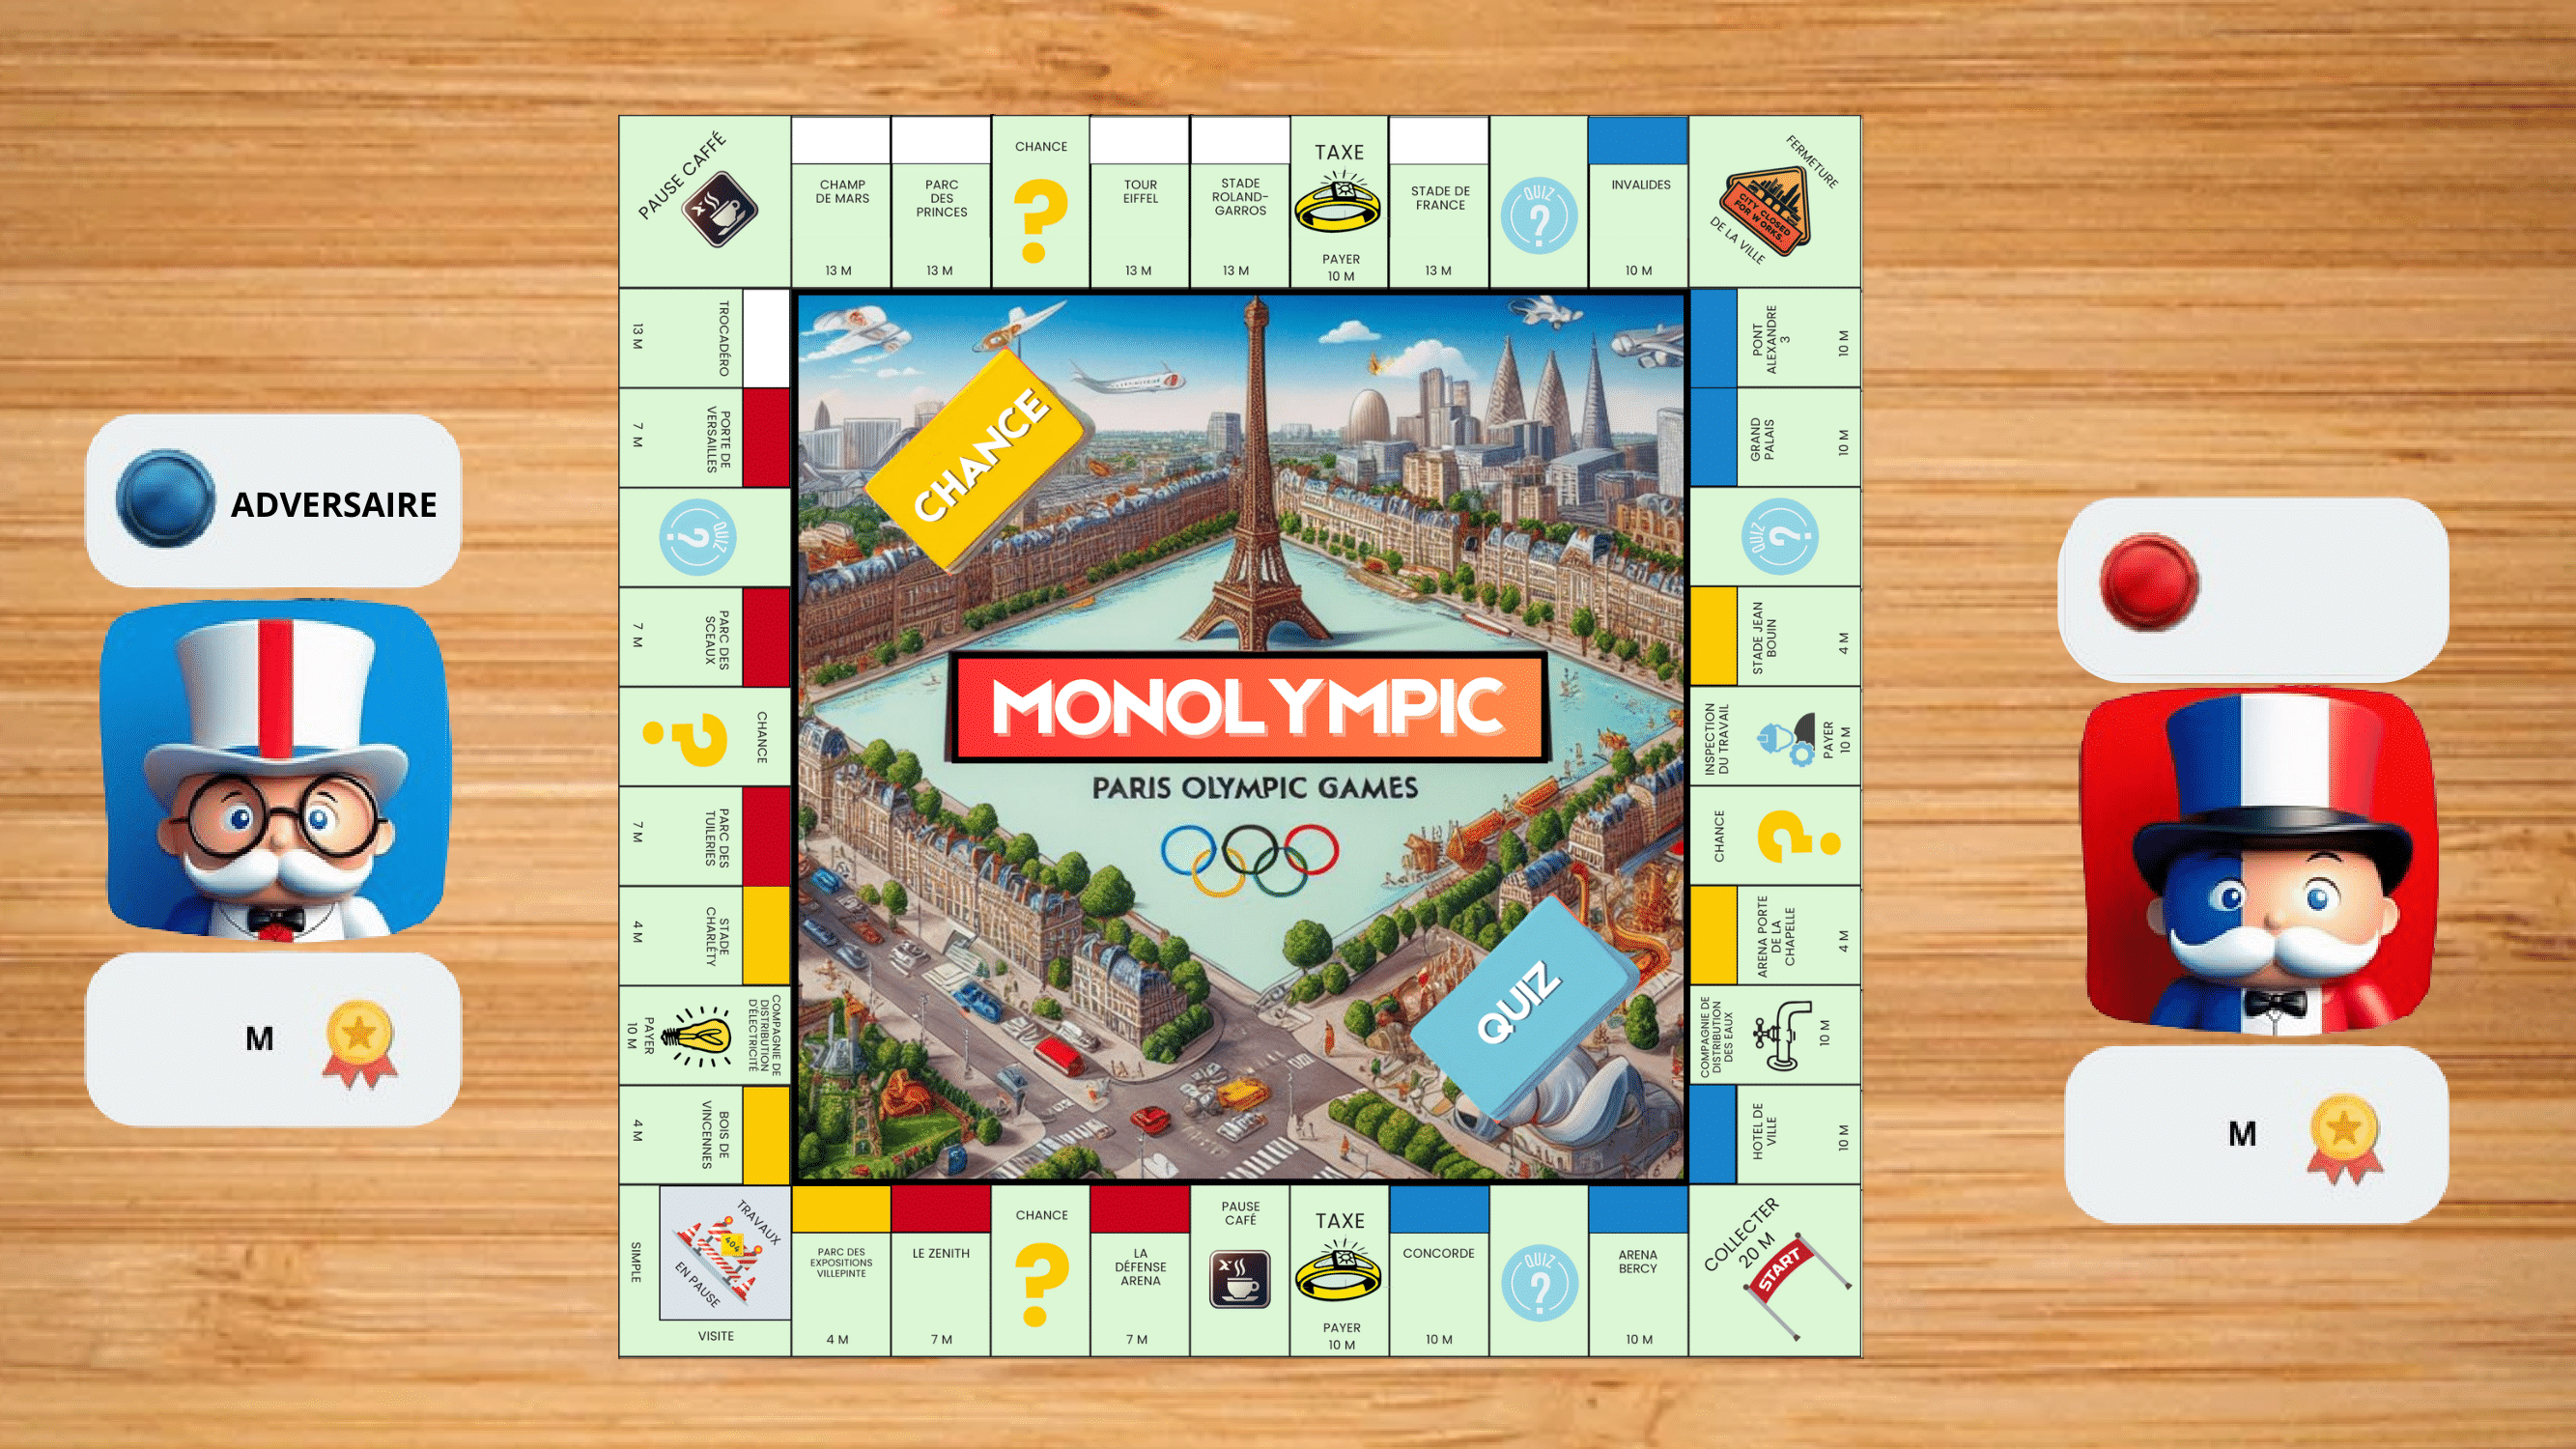 PAUSE CAFFÉ
CHAMP
DE MARS
13 M
PARC
DES
PRINCES
13 M
CHANCE
?
TOUR
EIFFEL
13 M
STADE
ROLAND-
GARROS
13 M
TAXE
PAYER
10 M
STADE DE
FRANCE
13 M
QUIZ
?
INVALIDES
10 M
FERMETURE
CITY CLOSED
FOR WORKS.
DE LA VILLE
TROCADÉRO
13 M
PORTE DE
VERSAILLES
7 M
QUIZ
?
PARC DES
SCEAUX
7 M
CHANCE
?
PARC DES
TUILERIES
7 M
STADE
CHARLÉTY
4 M
COMPAGNIE DE
DISTRIBUTION
D'ÉLECTRICITÉ
PAYER
10 M
BOIS DE
VINCENNES
4 M
ADVERSAIRE
M
CHANCE
MONOLYMPIC
PARIS OLYMPIC GAMES
QUIZ
PONT
ALEXANDRE
3
10 M
GRAND
PALAIS
10 M
QUIZ
?
STADE JEAN
BOUIN
4 M
INSPECTION
DU TRAVAIL
PAYER
10 M
CHANCE
?
ARENA PORTE
DE LA
CHAPELLE
4 M
COMPAGNIE DE
DISTRIBUTION
DES EAUX
10 M
HOTEL DE
VILLE
10 M
M
SIMPLE
TRAVAUX
404
EN PAUSE
VISITE
PARC DES
EXPOSITIONS
VILLEPINTE
4 M
LE ZENITH
7 M
CHANCE
?
LA
DÉFENSE
ARENA
7 M
PAUSE
CAFÉ
TAXE
PAYER
10 M
CONCORDE
10 M
QUIZ
?
ARENA
BERCY
10 M
COLLECTER
20 M
START